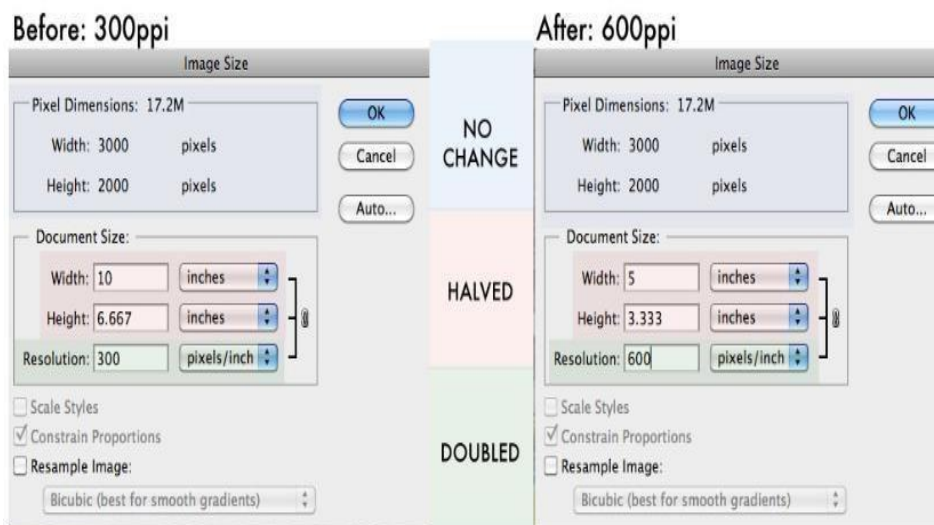 Before: 300ppi
Image Size
Pixel Dimensions: 17.2M
Width: 3000 pixels
Height: 2000 pixels
OK
Cancel
Auto...
Document Size:
Width: 10 inches
Height: 6.667 inches
Resolution: 300 pixels/inch
Scale Styles
Constrain Proportions
Resample Image:
Bicubic (best for smooth gradients)
NO
CHANGE
HALVED
DOUBLED
After: 600ppi
Image Size
Pixel Dimensions: 17.2M
Width: 3000 pixels
Height: 2000 pixels
OK
Cancel
Auto...
Document Size:
Width: 5 inches
Height: 3.333 inches
Resolution: 600 pixels/inch
Scale Styles
Constrain Proportions
Resample Image:
Bicubic (best for smooth gradients)